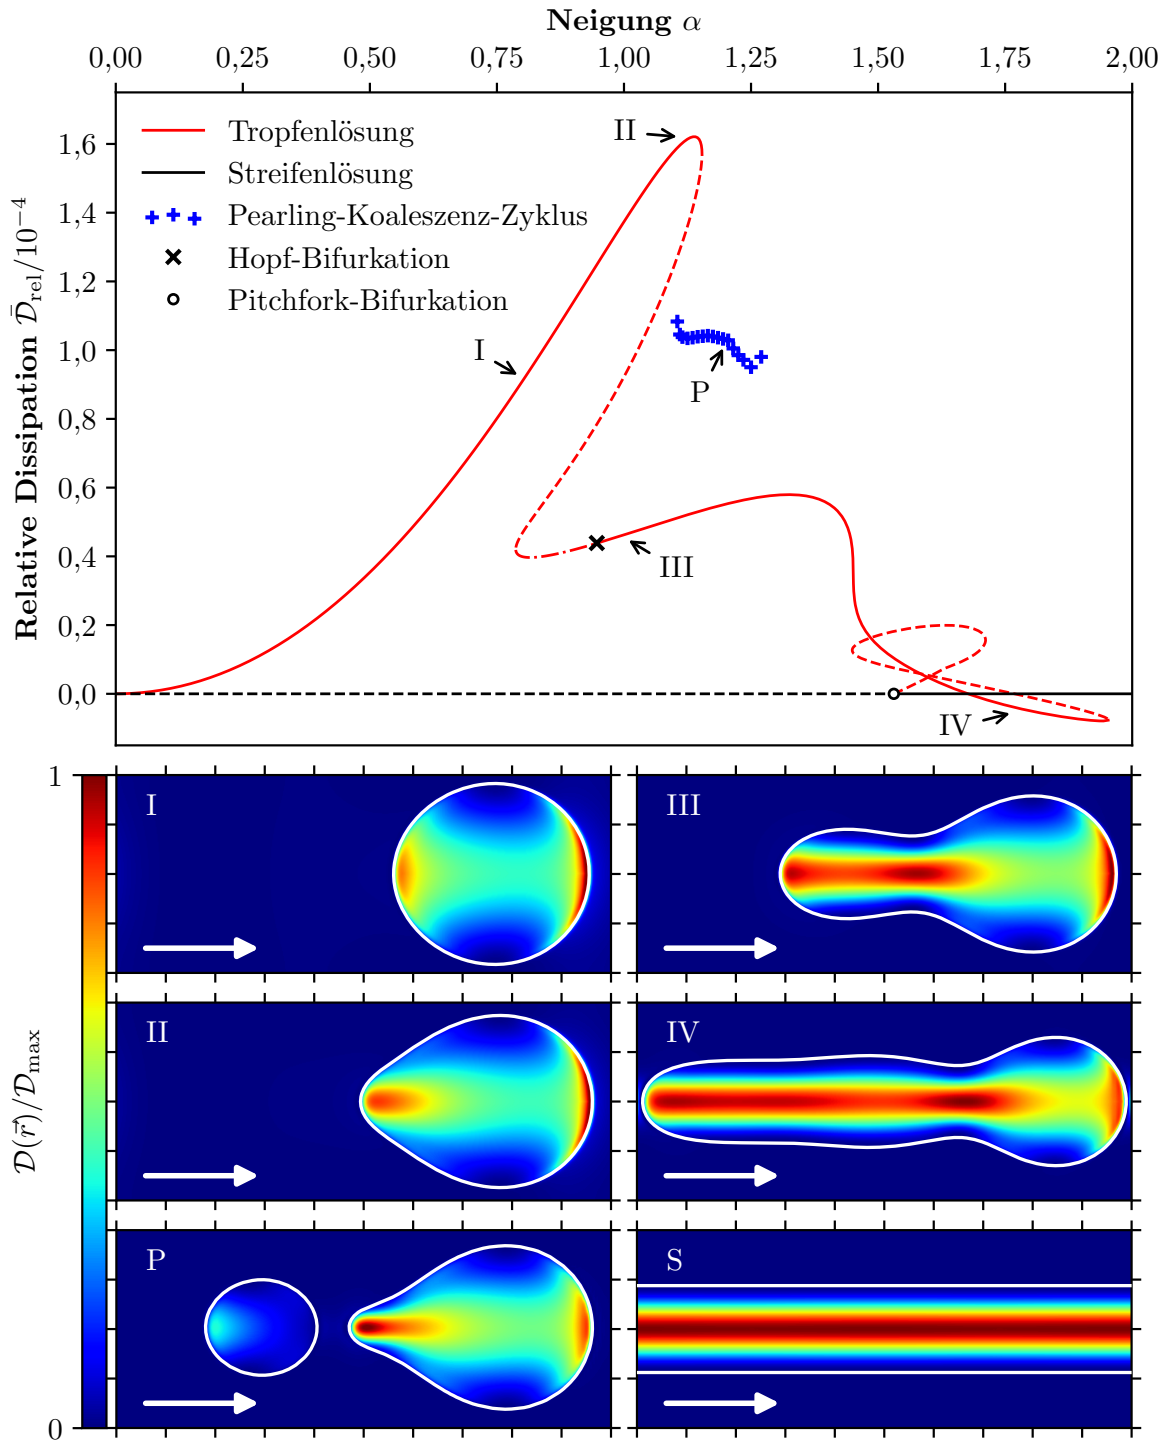 Neigung α
0,00 0,25 0,50 0,75 1,00 1,25 1,50 1,75 2,00
Relative Dissipation 𝒟̄_rel/10⁻⁴
1,6
1,4
1,2
1,0
0,8
0,6
0,4
0,2
0,0
Tropfenlösung
Streifenlösung
Pearling-Koaleszenz-Zyklus
Hopf-Bifurkation
Pitchfork-Bifurkation
II
I
P
III
IV
1
𝒟(r⃗)/𝒟_max
0
I
III
II
IV
P
S